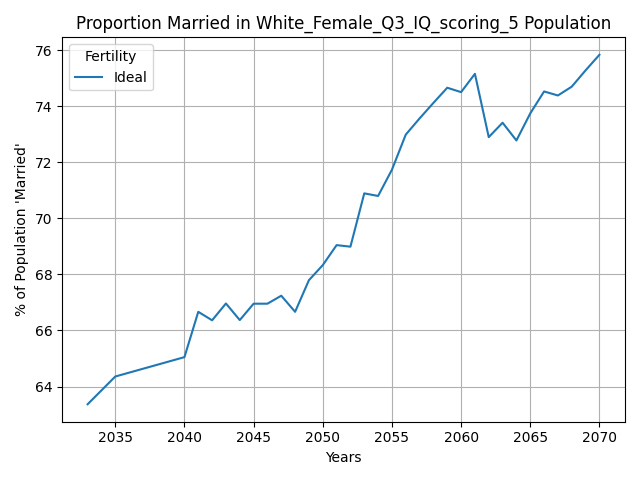 Proportion Married in White_Female_Q3_IQ_scoring_5 Population
Fertility
Ideal
% of Population 'Married'
76
74
72
70
68
66
64
2035 2040 2045 2050 2055 2060 2065 2070
Years